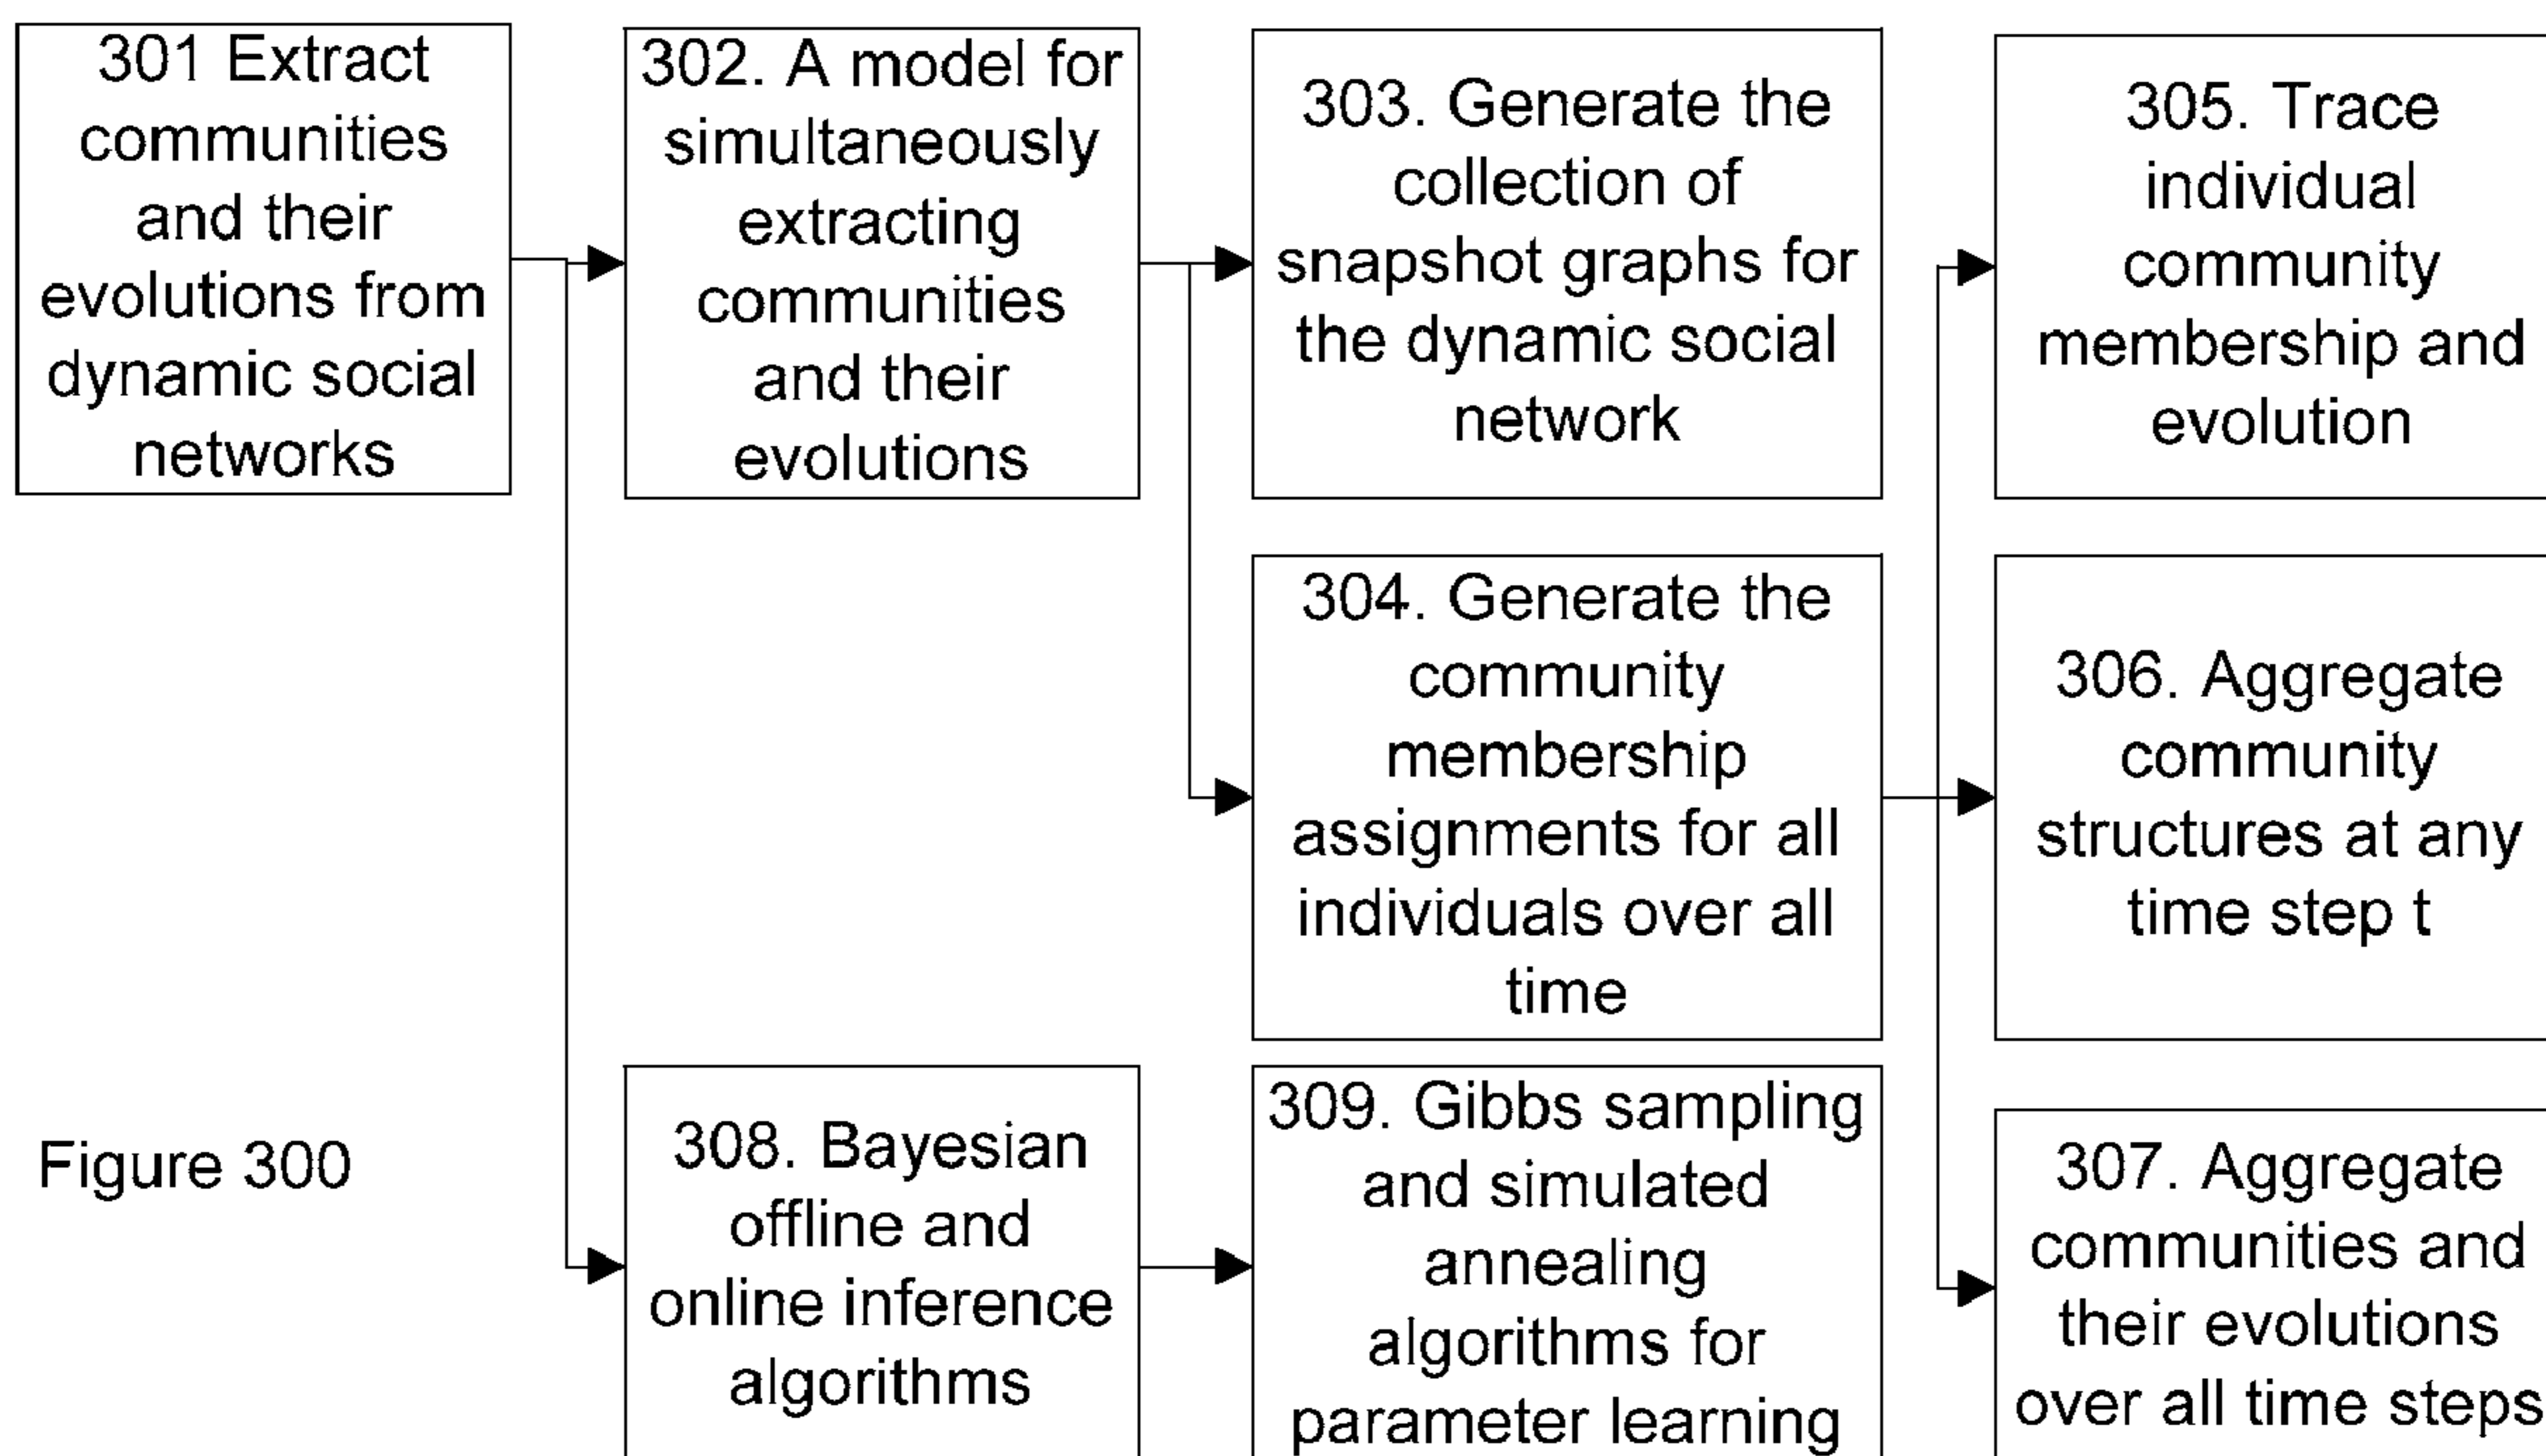 301 Extract
communities
and their
evolutions from
dynamic social
networks
302. A model for
simultaneously
extracting
communities
and their
evolutions
303. Generate the
collection of
snapshot graphs for
the dynamic social
network
305. Trace
individual
community
membership and
evolution
304. Generate the
community
membership
assignments for all
individuals over all
time
306. Aggregate
community
structures at any
time step t
Figure 300
308. Bayesian
offline and
online inference
algorithms
309. Gibbs sampling
and simulated
annealing
algorithms for
parameter learning
307. Aggregate
communities and
their evolutions
over all time steps